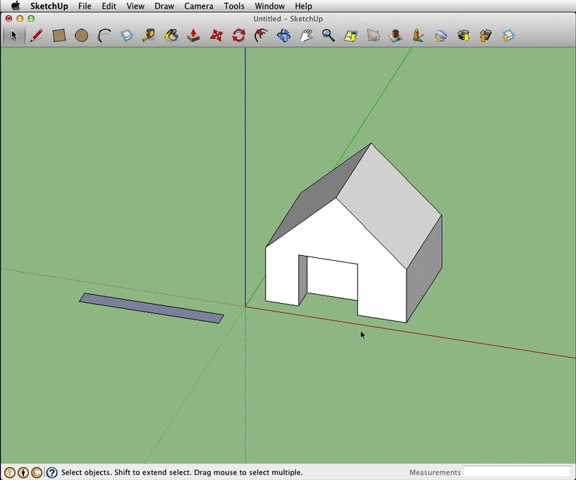 SketchUp File Edit View Draw Camera Tools Window Help
Untitled - SketchUp
Select objects. Shift to extend select. Drag mouse to select multiple. Measurements